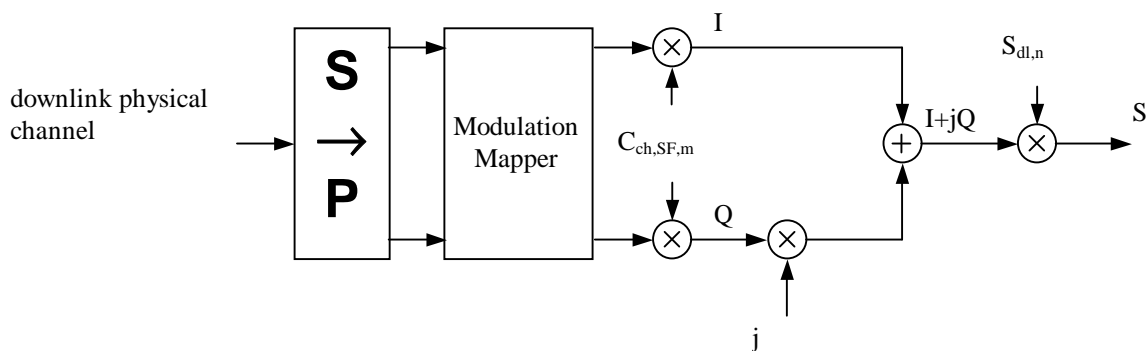 downlink physical
channel
S
→
P
Modulation
Mapper
I
C_ch,SF,m
Q
j
I+jQ
S_dl,n
S